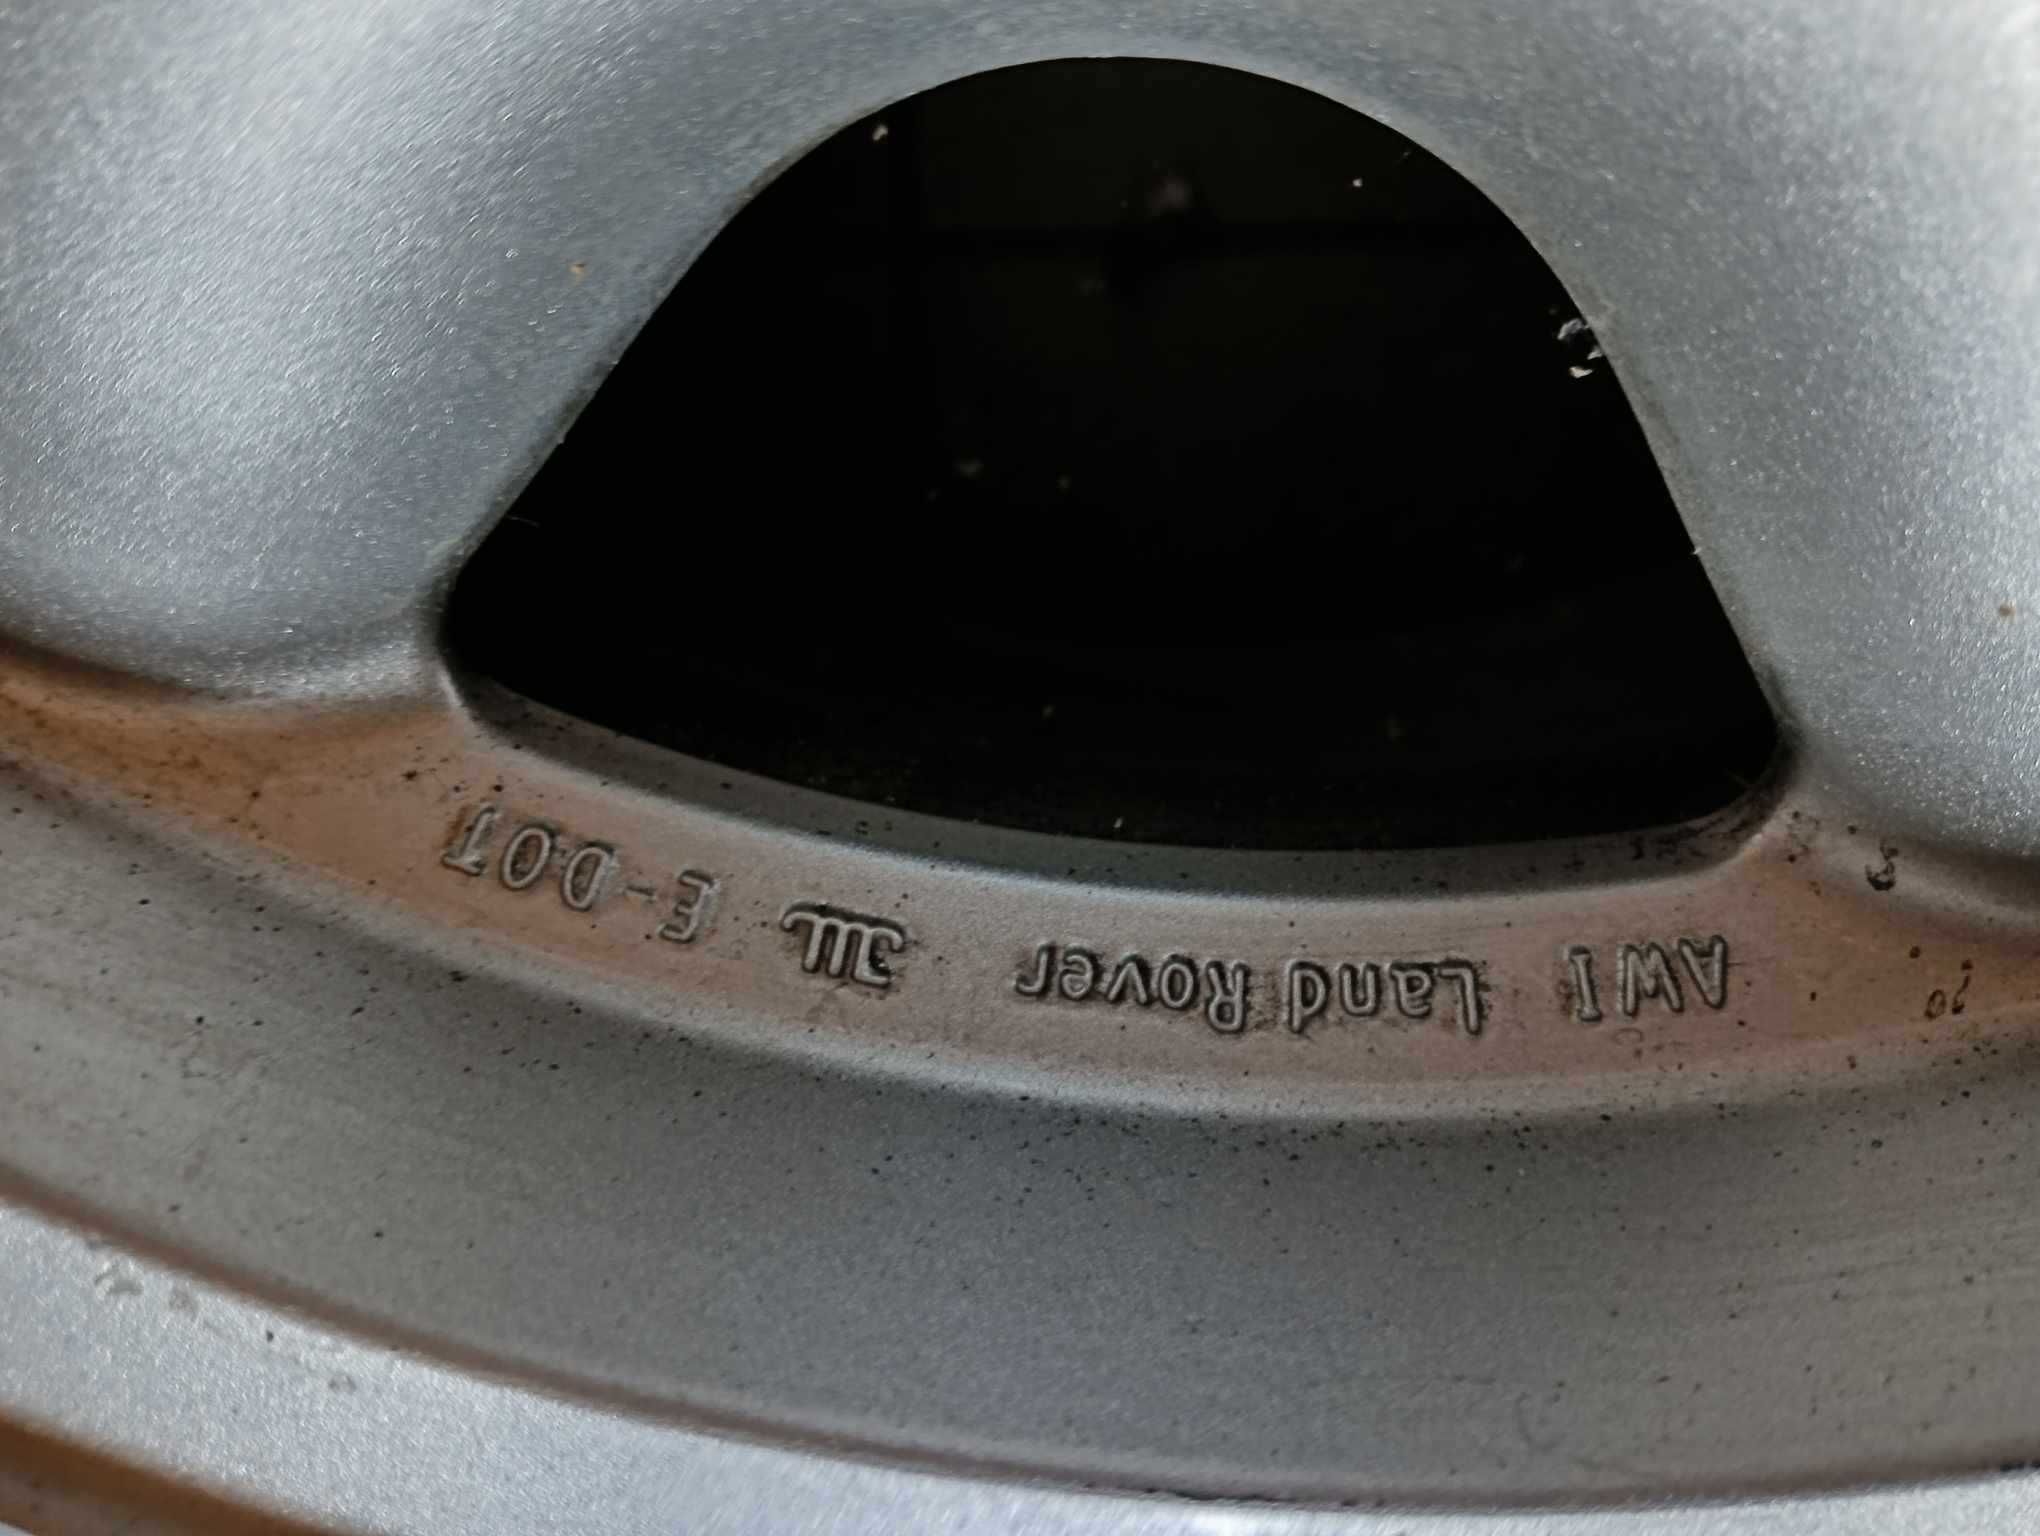 AWI Land Rover JWL E-DOT